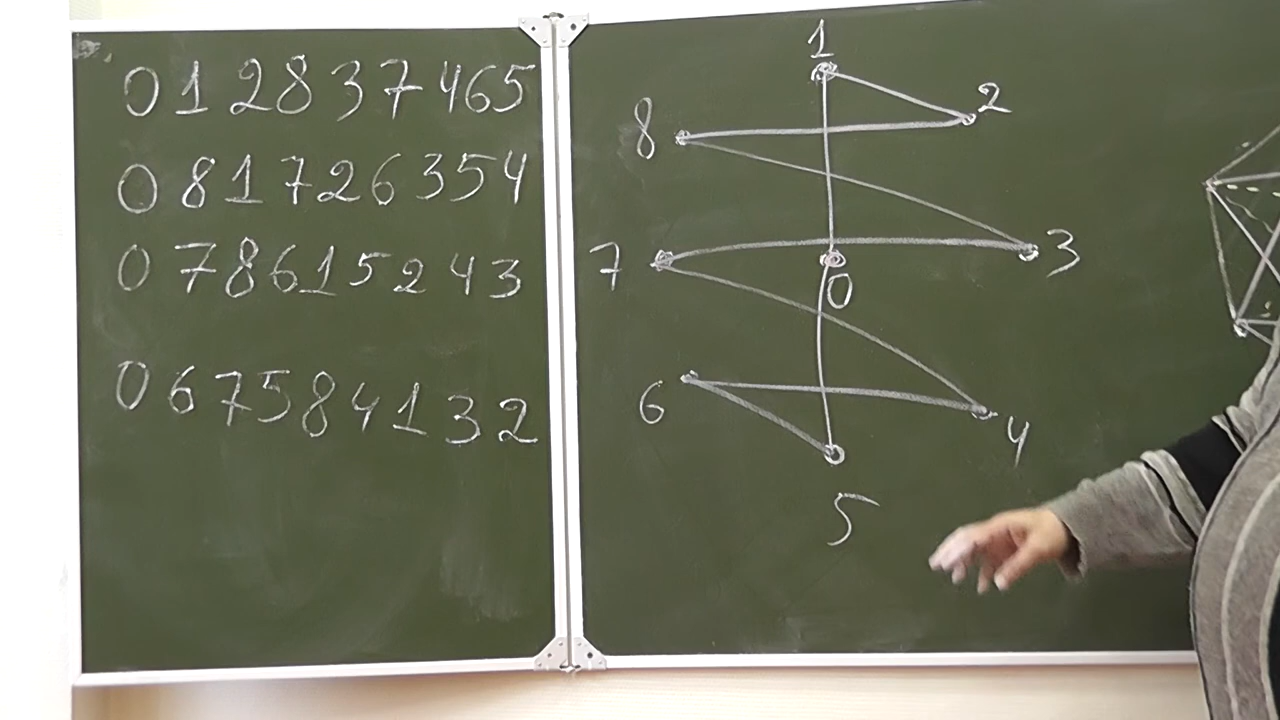 0 1 2 8 3 7 4 6 5
0 8 1 7 2 6 3 5 4
0 7 8 6 1 5 2 4 3
0 6 7 5 8 4 1 3 2
1
2
8
7
3
0
6
4
5